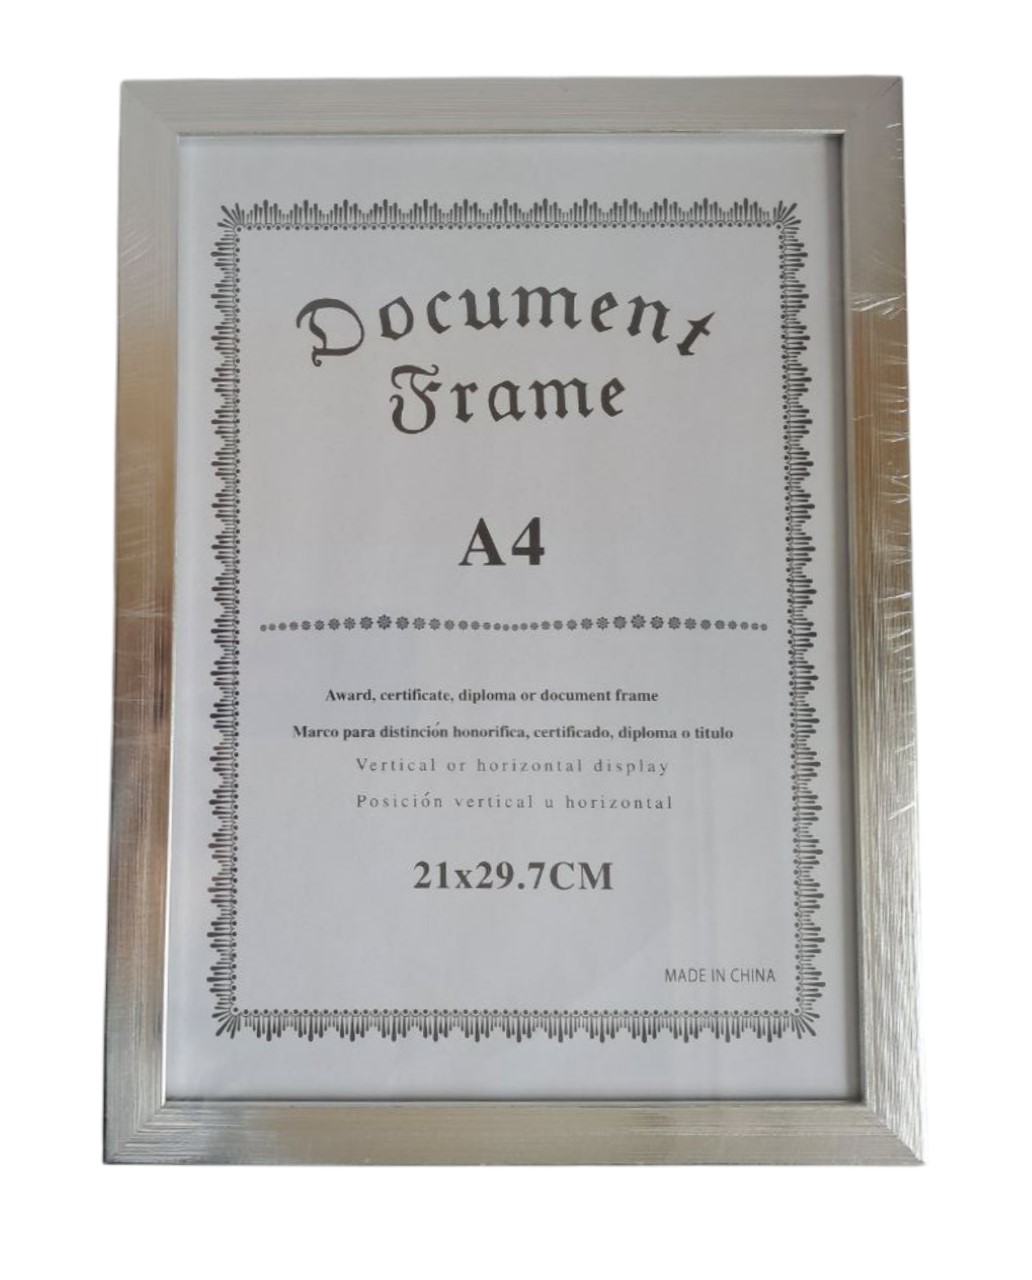 Document
Frame
A4
Award, certificate, diploma or document frame
Marco para distinción honorifica, certificado, diploma o titulo
Vertical or horizontal display
Posición vertical u horizontal
21x29.7CM
MADE IN CHINA